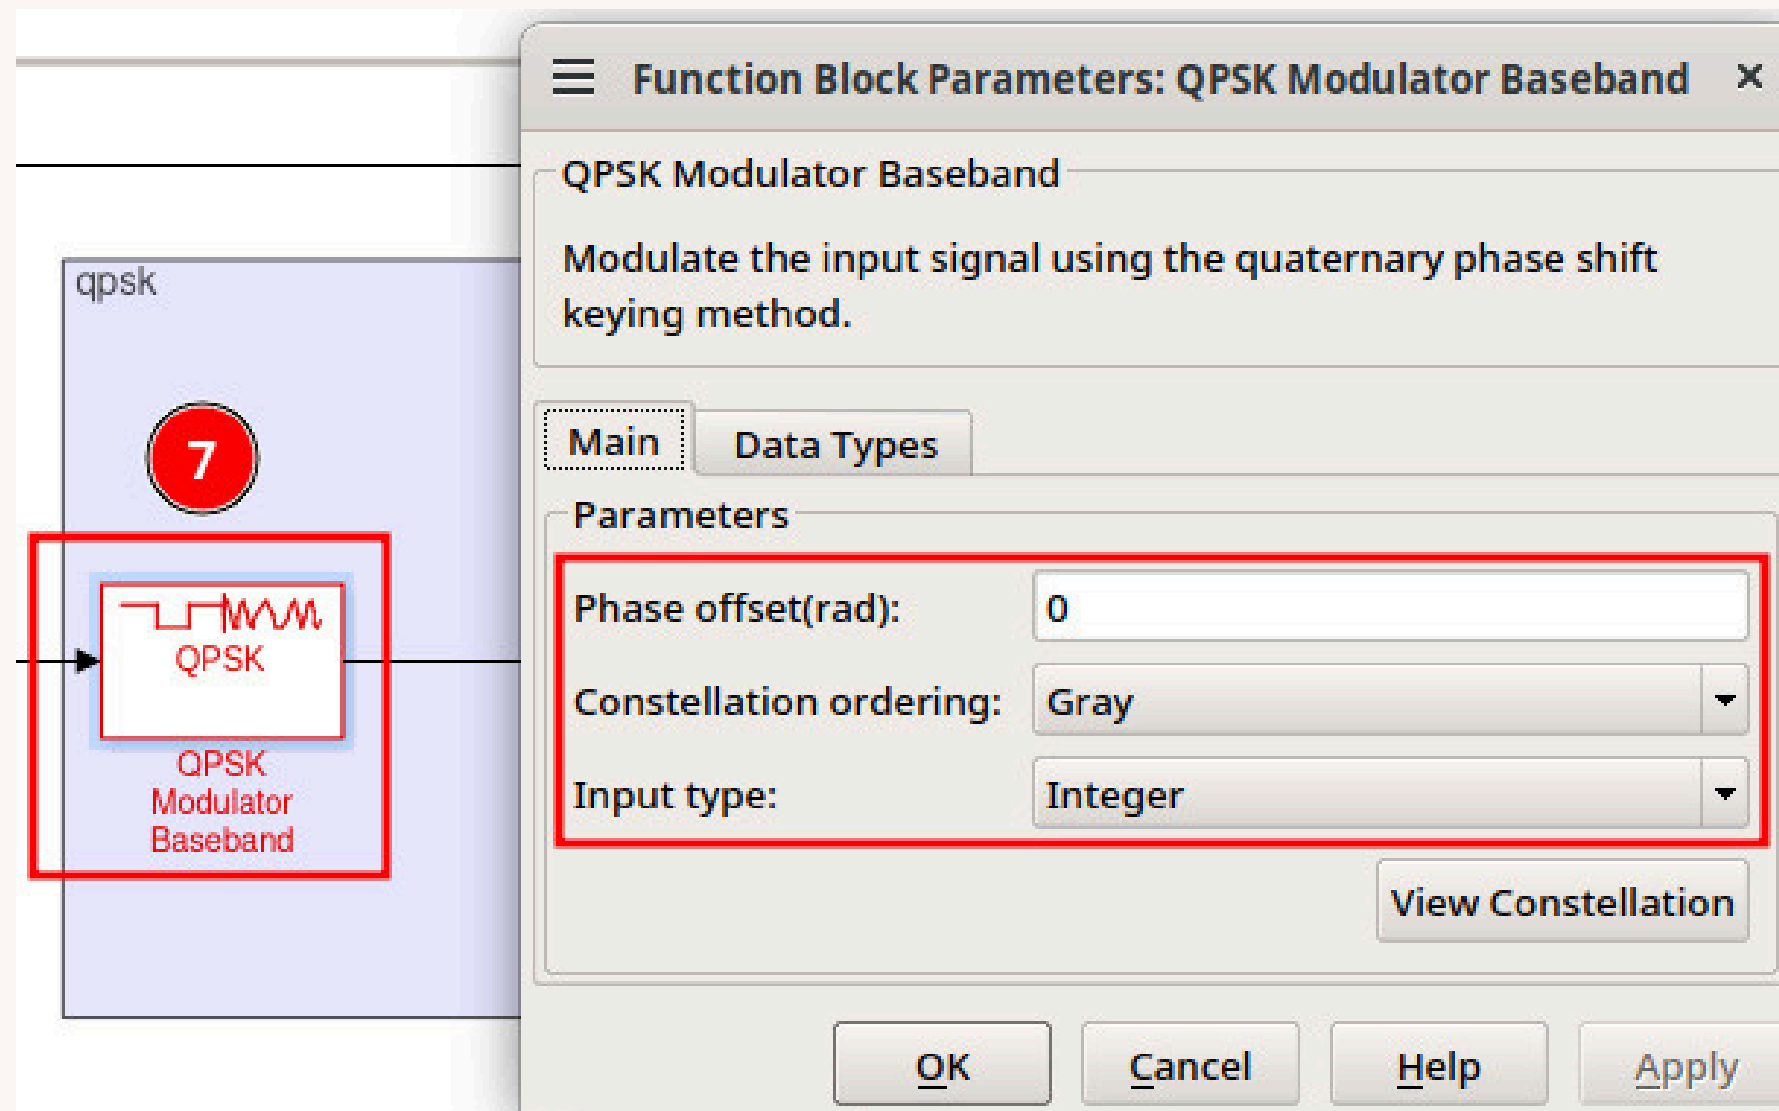 Function Block Parameters: QPSK Modulator Baseband
QPSK Modulator Baseband
Modulate the input signal using the quaternary phase shift
keying method.
Main
Data Types
Parameters
Phase offset(rad): 0
Constellation ordering: Gray
Input type: Integer
View Constellation
OK
Cancel
Help
Apply
qpsk
7
QPSK
QPSK
Modulator
Baseband